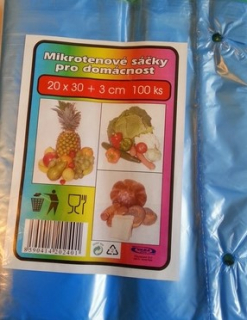 Mikrotenové sáčky
pro domácnost
20 x 30 + 3 cm 100 ks